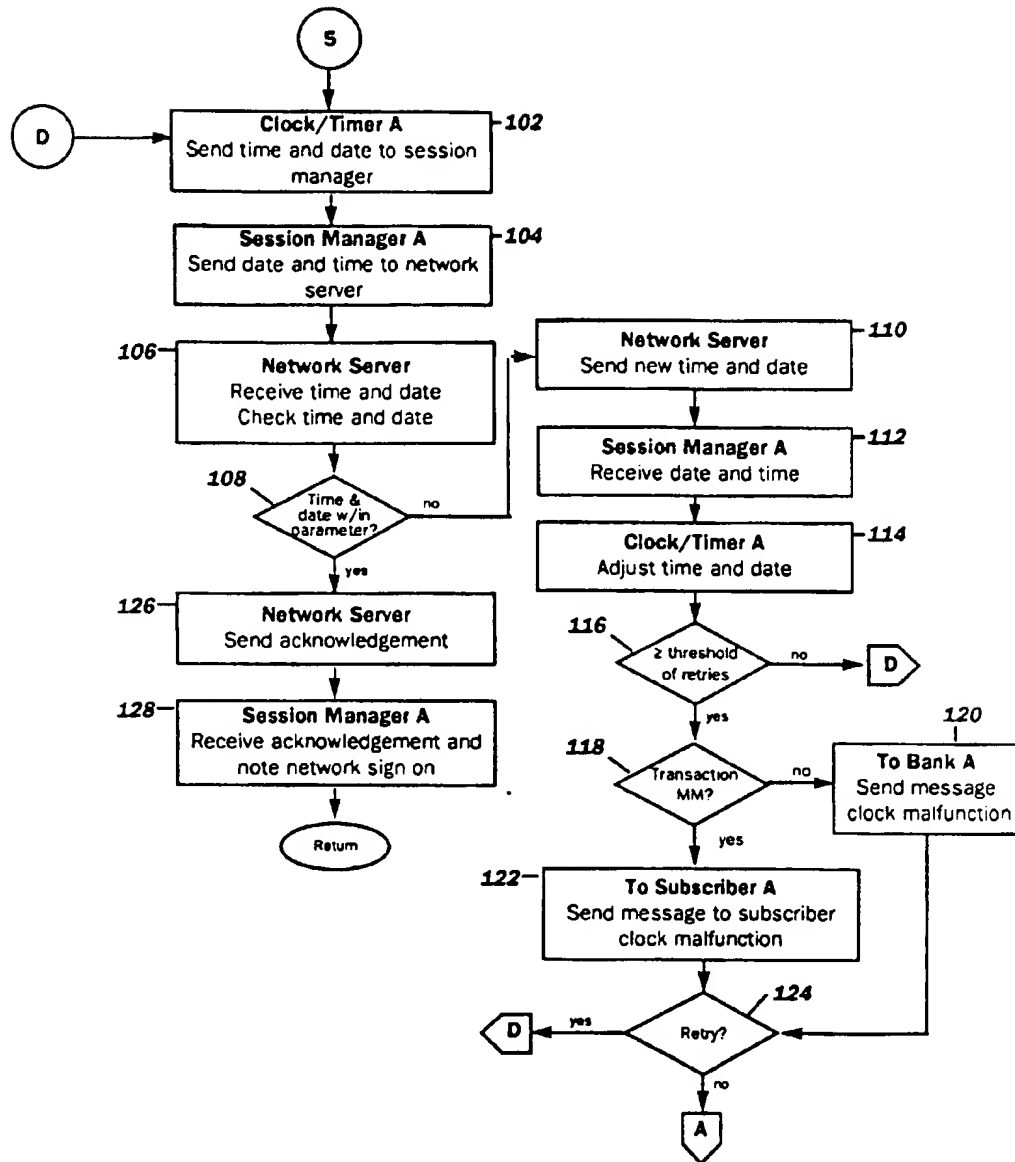 S
D
Clock/Timer A
Send time and date to session
manager
102
Session Manager A
Send date and time to network
server
104
106
Network Server
Receive time and date
Check time and date
108
Time &
date w/in
parameter?
no
yes
126
Network Server
Send acknowledgement
128
Session Manager A
Receive acknowledgement and
note network sign on
Return
110
Network Server
Send new time and date
112
Session Manager A
Receive date and time
114
Clock/Timer A
Adjust time and date
116
≥ threshold
of retries
no
D
yes
118
Transaction
MM?
no
120
To Bank A
Send message
clock malfunction
yes
122
To Subscriber A
Send message to subscriber
clock malfunction
124
Retry?
yes
D
no
A